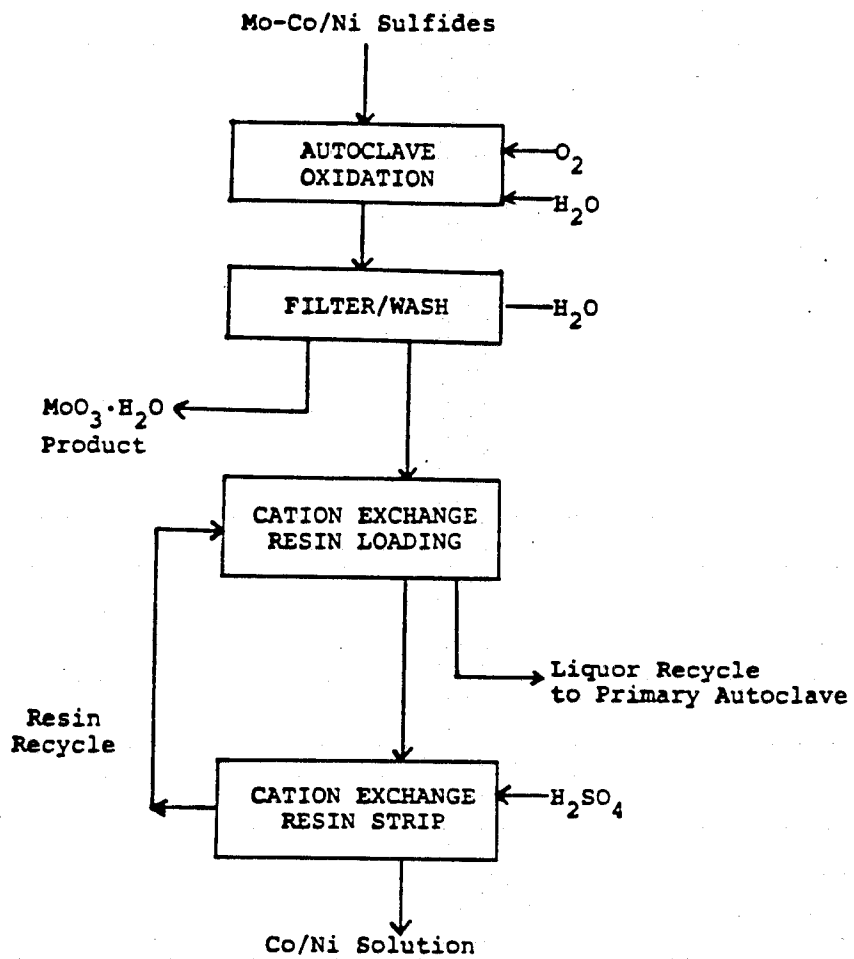 Mo-Co/Ni Sulfides
AUTOCLAVE
OXIDATION
O₂
H₂O
FILTER/WASH
H₂O
MoO₃·H₂O
Product
CATION EXCHANGE
RESIN LOADING
Liquor Recycle
to Primary Autoclave
Resin
Recycle
CATION EXCHANGE
RESIN STRIP
H₂SO₄
Co/Ni Solution